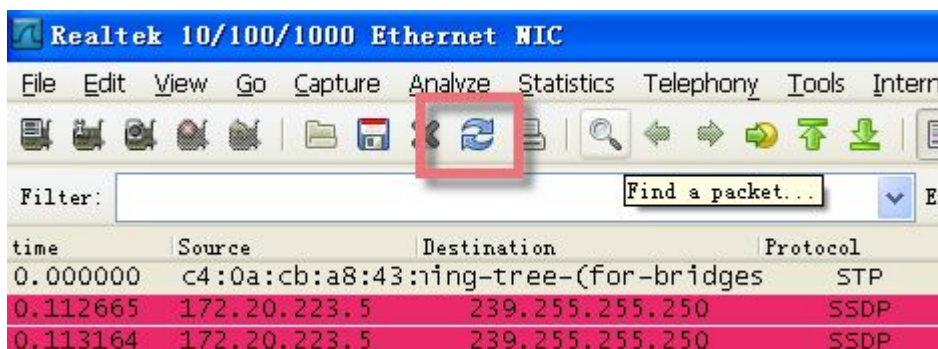 Realtek 10/100/1000 Ethernet NIC
File Edit View Go Capture Analyze Statistics Telephony Tools Intern
Filter:
Find a packet...
E
time Source Destination Protocol
0.000000 c4:0a:cb:a8:43:ning-tree-(for-bridges STP
0.112665 172.20.223.5 239.255.255.250 SSDP
0.113164 172.20.223.5 239.255.255.250 SSDP